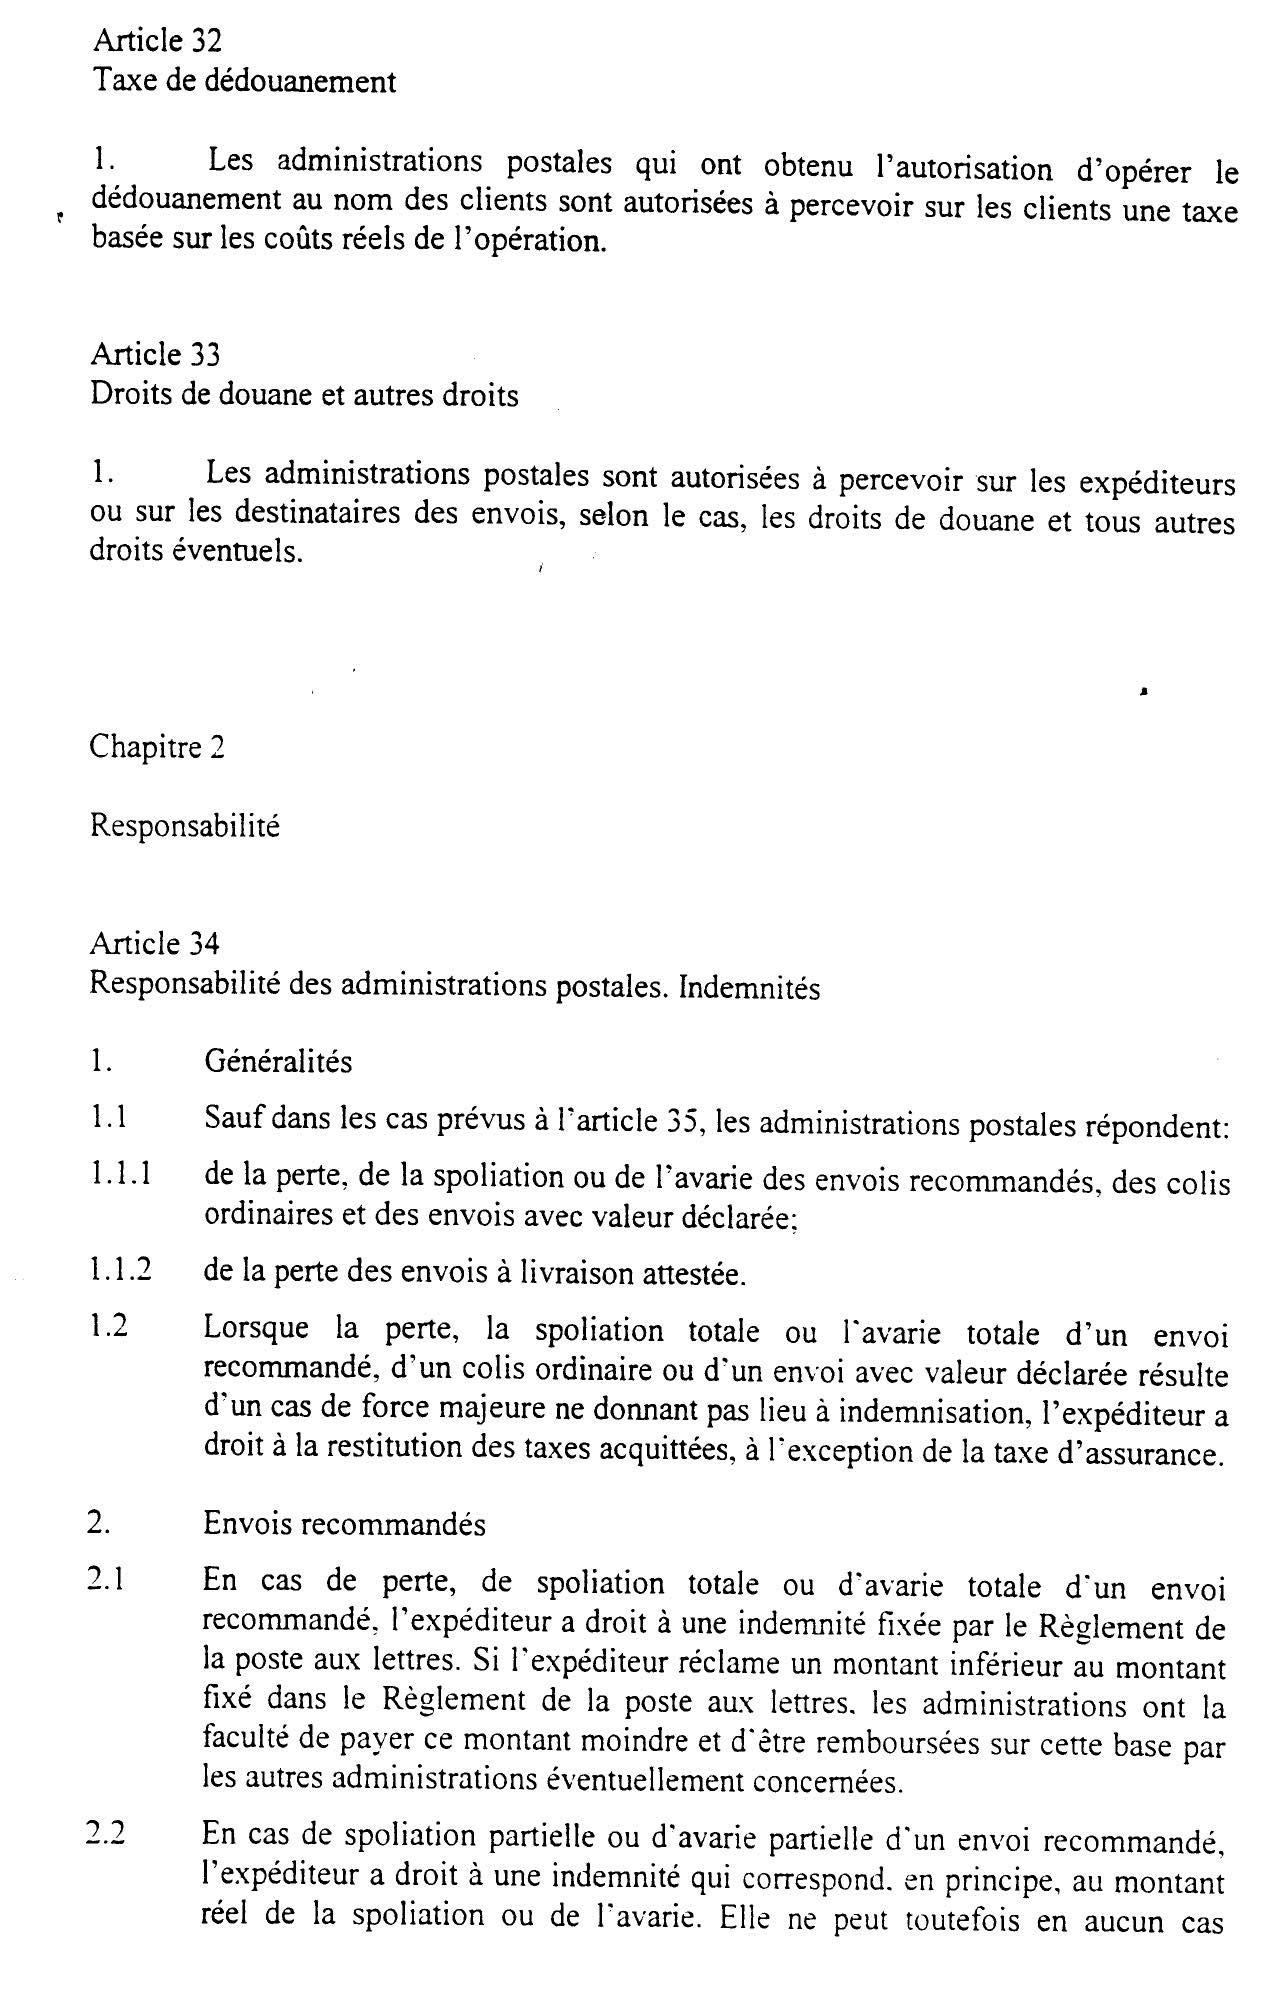 Article 32
Taxe de dédouanement
1. Les administrations postales qui ont obtenu l'autorisation d'opérer le
dédouanement au nom des clients sont autorisées à percevoir sur les clients une taxe
basée sur les coûts réels de l'opération.
Article 33
Droits de douane et autres droits
1. Les administrations postales sont autorisées à percevoir sur les expéditeurs
ou sur les destinataires des envois, selon le cas, les droits de douane et tous autres
droits éventuels.
Chapitre 2
Responsabilité
Article 34
Responsabilité des administrations postales. Indemnités
1. Généralités
1.1 Sauf dans les cas prévus à l'article 35, les administrations postales répondent:
1.1.1 de la perte, de la spoliation ou de l'avarie des envois recommandés, des colis
ordinaires et des envois avec valeur déclarée;
1.1.2 de la perte des envois à livraison attestée.
1.2 Lorsque la perte, la spoliation totale ou l'avarie totale d'un envoi
recommandé, d'un colis ordinaire ou d'un envoi avec valeur déclarée résulte
d'un cas de force majeure ne donnant pas lieu à indemnisation, l'expéditeur a
droit à la restitution des taxes acquittées, à l'exception de la taxe d'assurance.
2. Envois recommandés
2.1 En cas de perte, de spoliation totale ou d'avarie totale d'un envoi
recommandé, l'expéditeur a droit à une indemnité fixée par le Règlement de
la poste aux lettres. Si l'expéditeur réclame un montant inférieur au montant
fixé dans le Règlement de la poste aux lettres, les administrations ont la
faculté de payer ce montant moindre et d'être remboursées sur cette base par
les autres administrations éventuellement concernées.
2.2 En cas de spoliation partielle ou d'avarie partielle d'un envoi recommandé,
l'expéditeur a droit à une indemnité qui correspond, en principe, au montant
réel de la spoliation ou de l'avarie. Elle ne peut toutefois en aucun cas